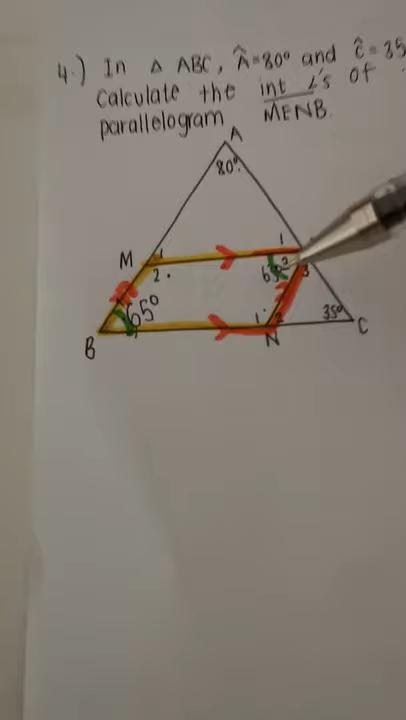 4.) In △ ABC, Â=80° and ĉ=35
Calculate the int ∠'s of
parallelogram MENB.
A
80°
M 1 1
2 65° 2 3
65°
1 2 35°
B N C